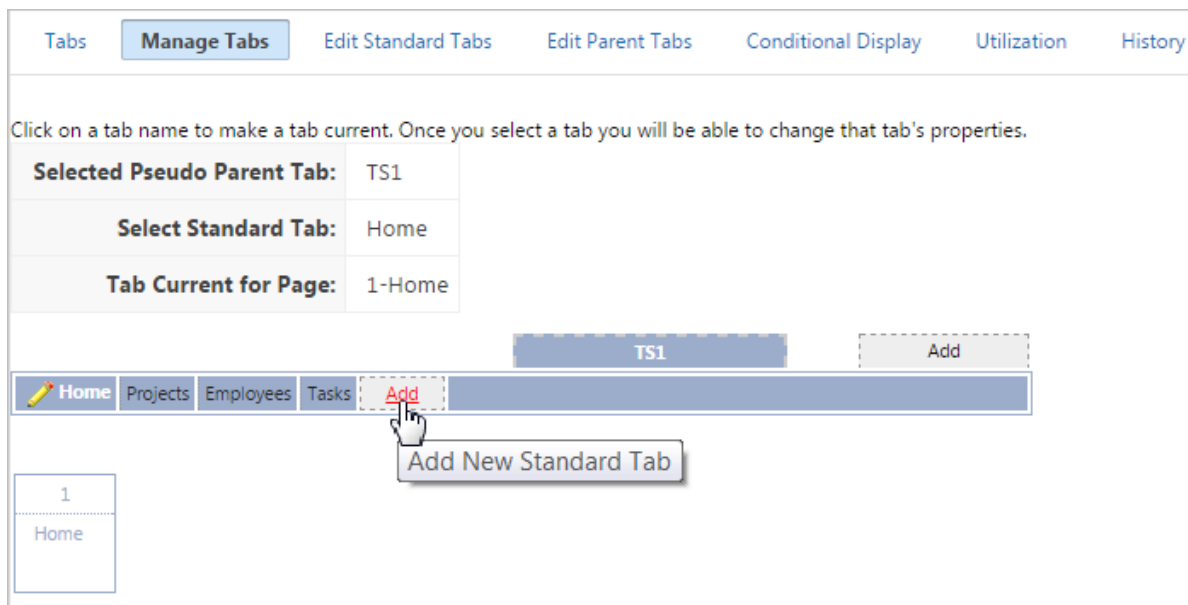 Tabs Manage Tabs Edit Standard Tabs Edit Parent Tabs Conditional Display Utilization History
Click on a tab name to make a tab current. Once you select a tab you will be able to change that tab's properties.
Selected Pseudo Parent Tab: TS1
Select Standard Tab: Home
Tab Current for Page: 1-Home
TS1 Add
Home Projects Employees Tasks Add
Add New Standard Tab
1
Home